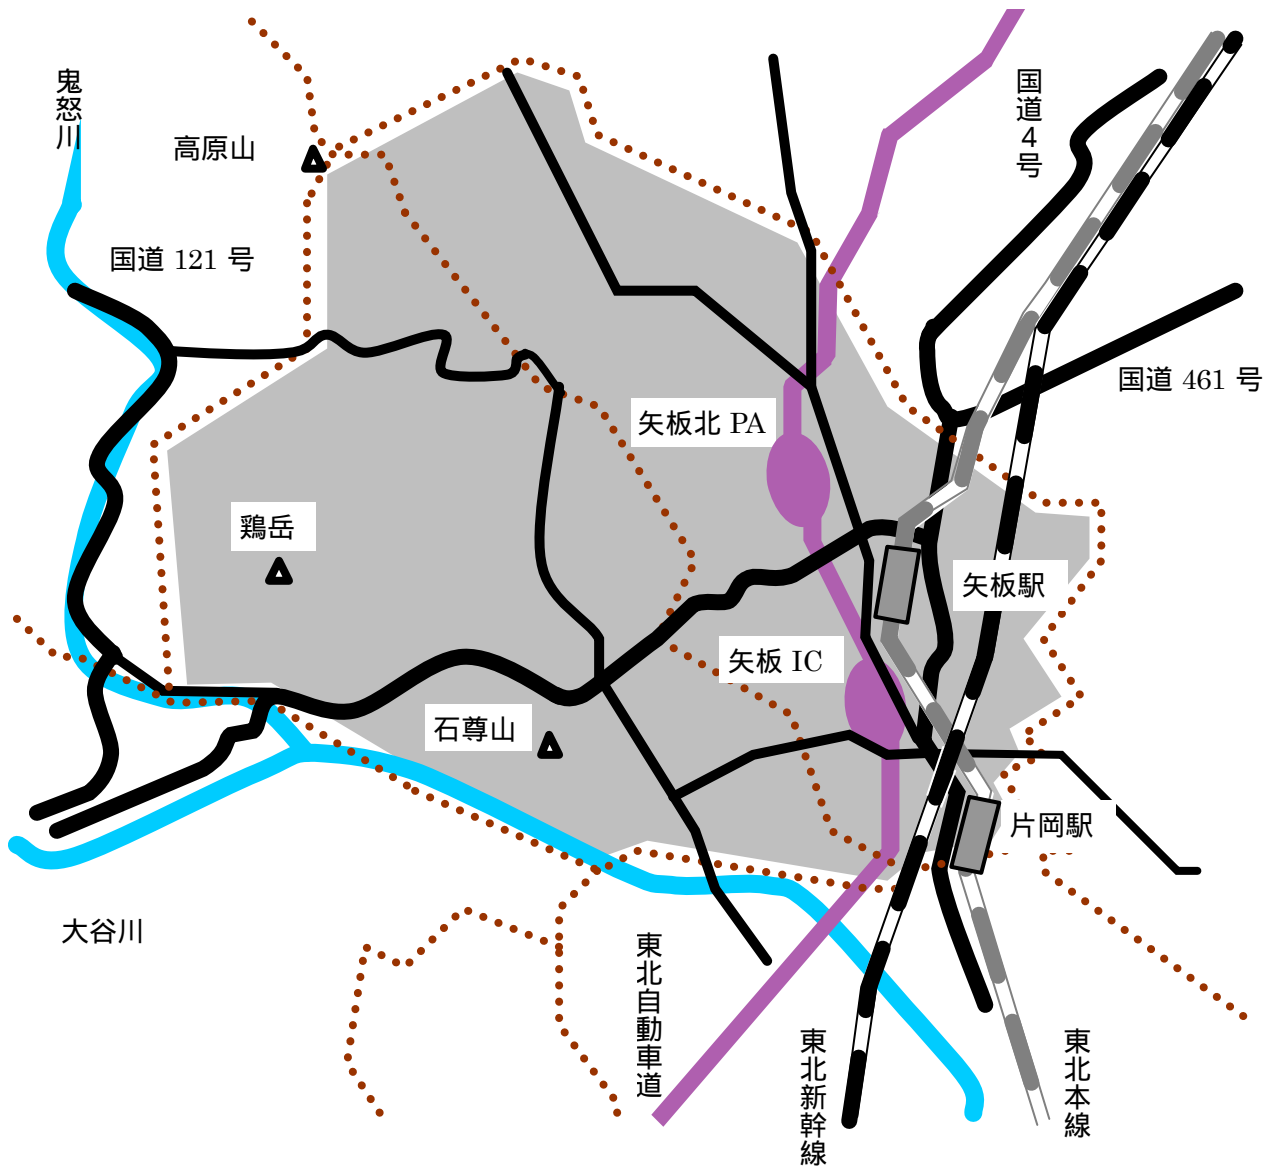 鬼怒川
国道4号
高原山
国道 121 号
国道 461 号
矢板北 PA
鶏岳
矢板駅
矢板 IC
石尊山
片岡駅
大谷川
東北自動車道
東北新幹線
東北本線